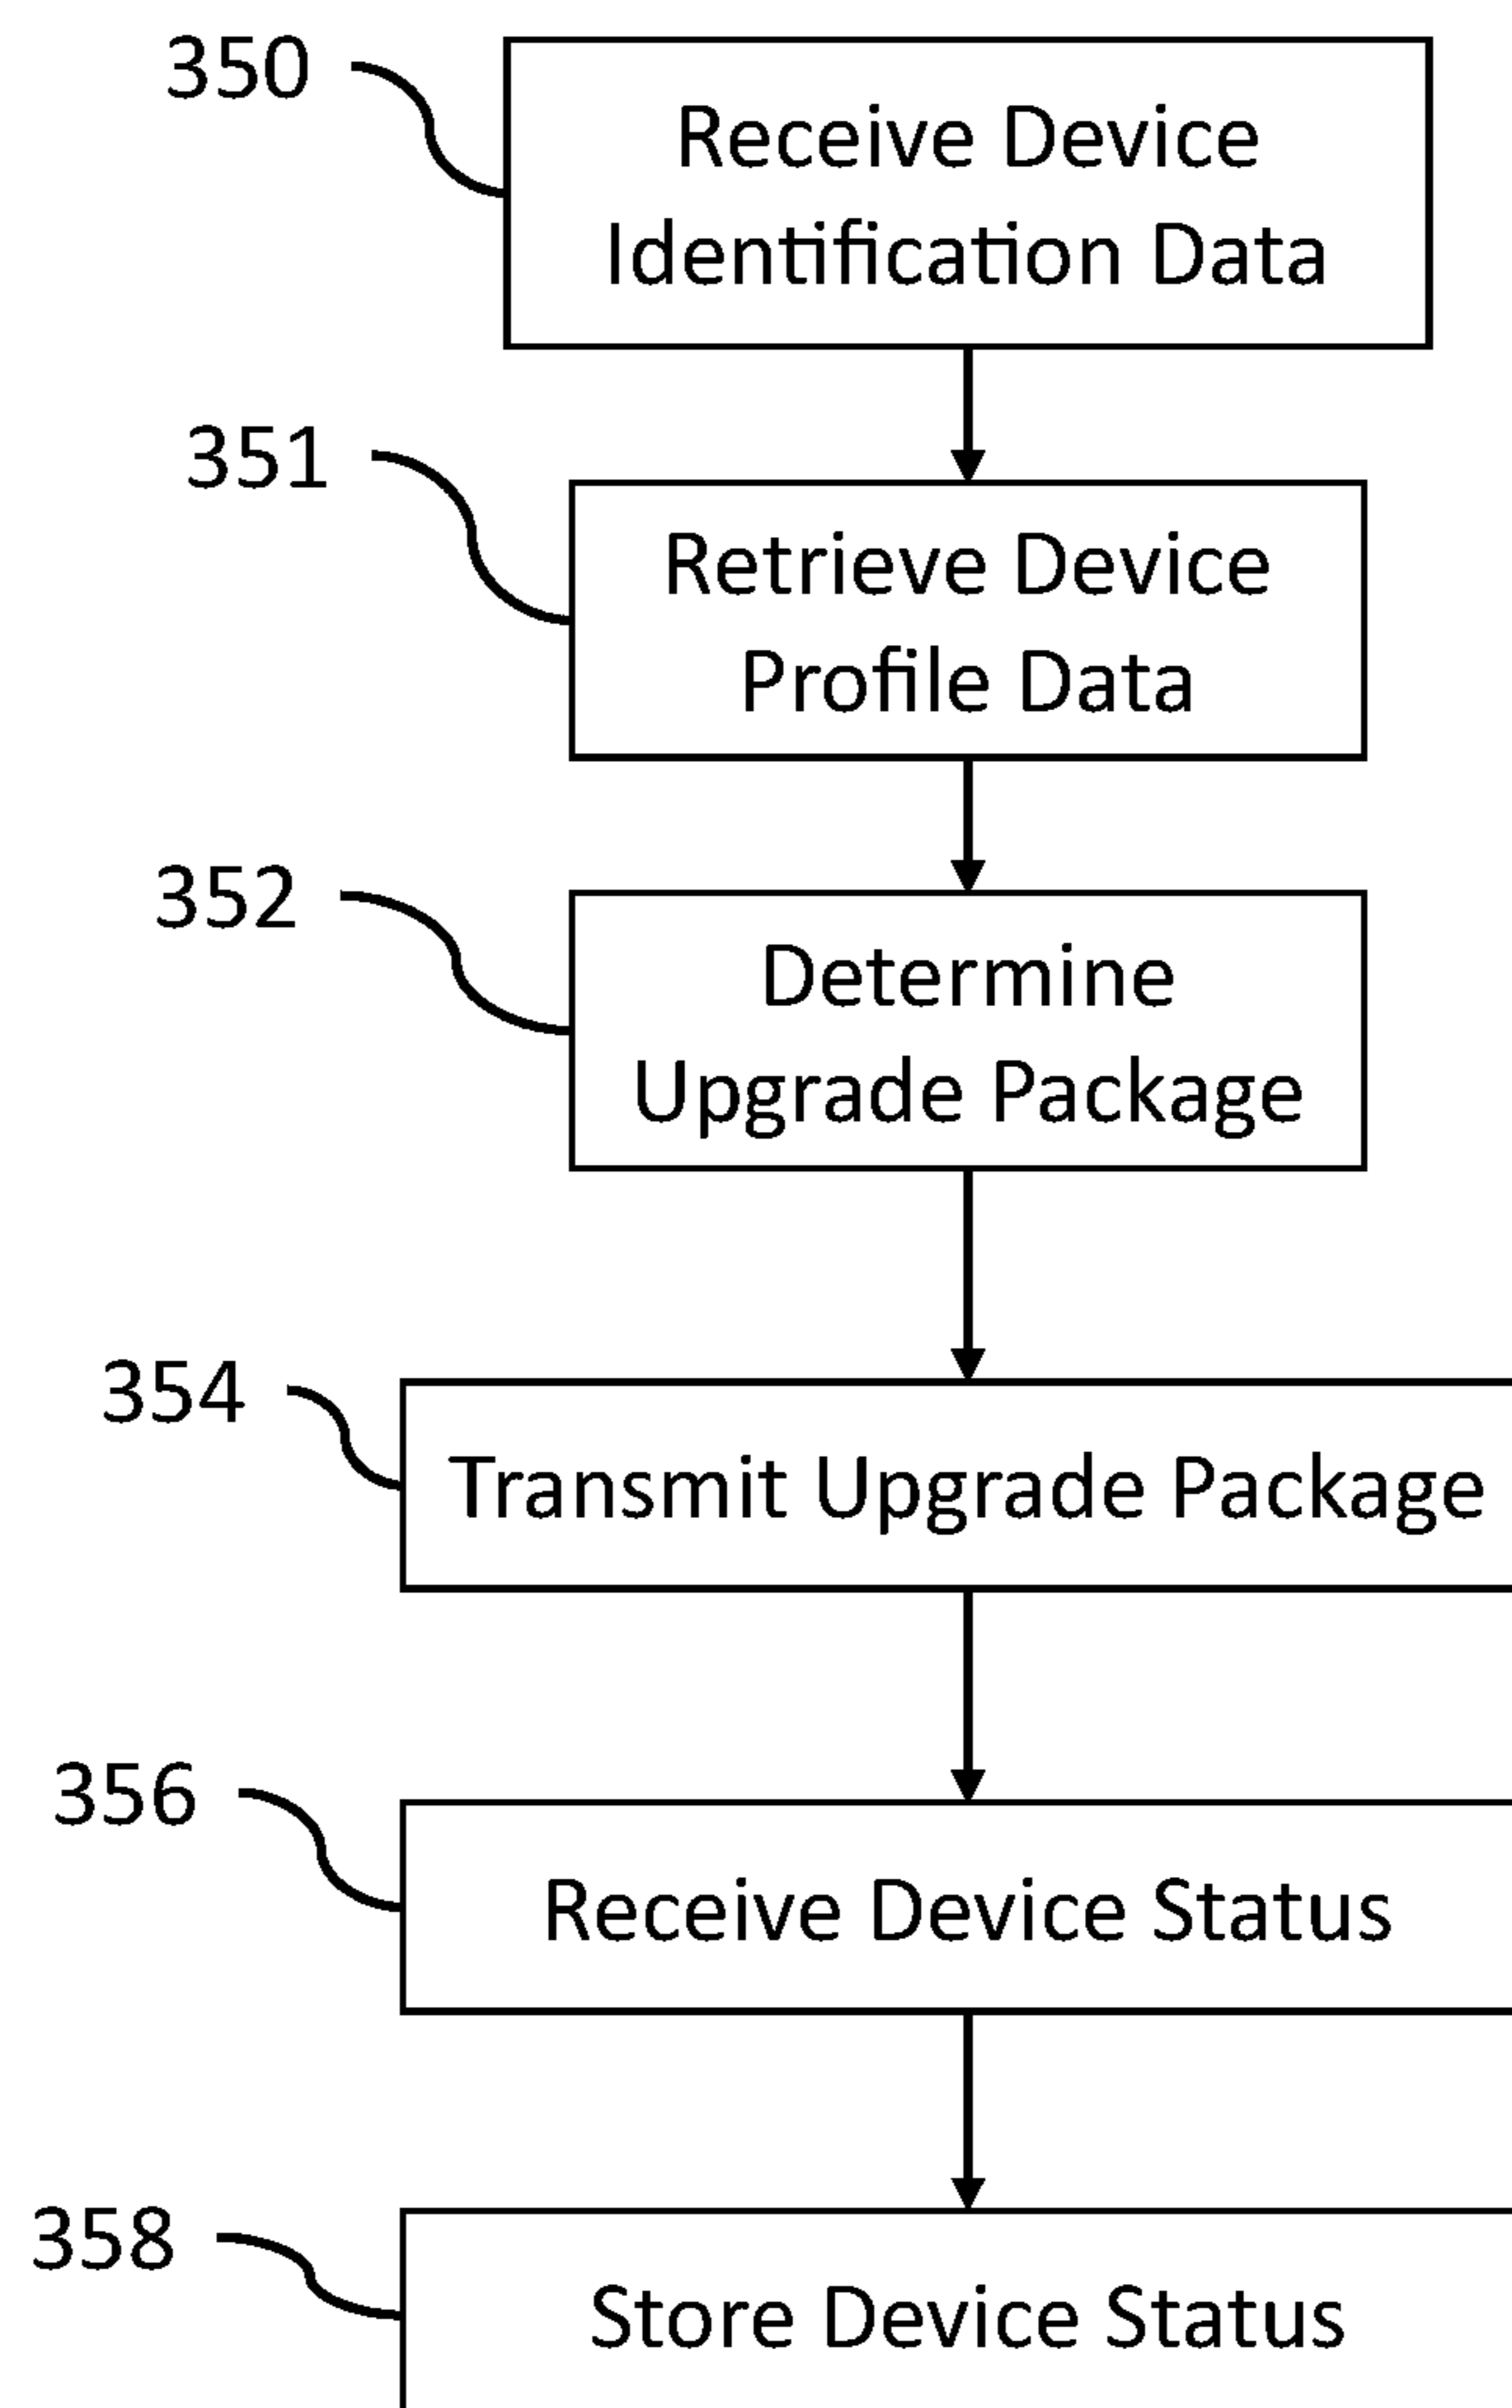 350
Receive Device
Identification Data
351
Retrieve Device
Profile Data
352
Determine
Upgrade Package
354
Transmit Upgrade Package
356
Receive Device Status
358
Store Device Status